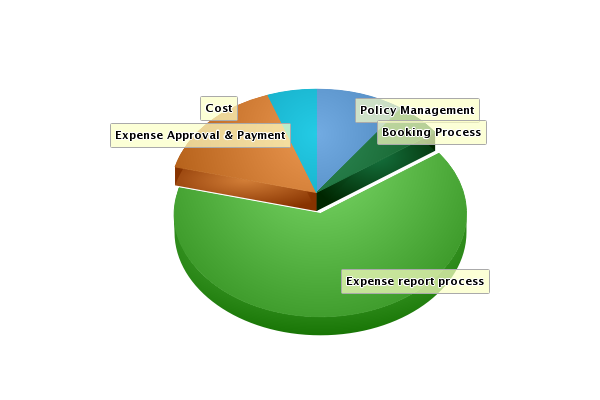 Cost
Policy Management
Expense Approval & Payment
Booking Process
Expense report process